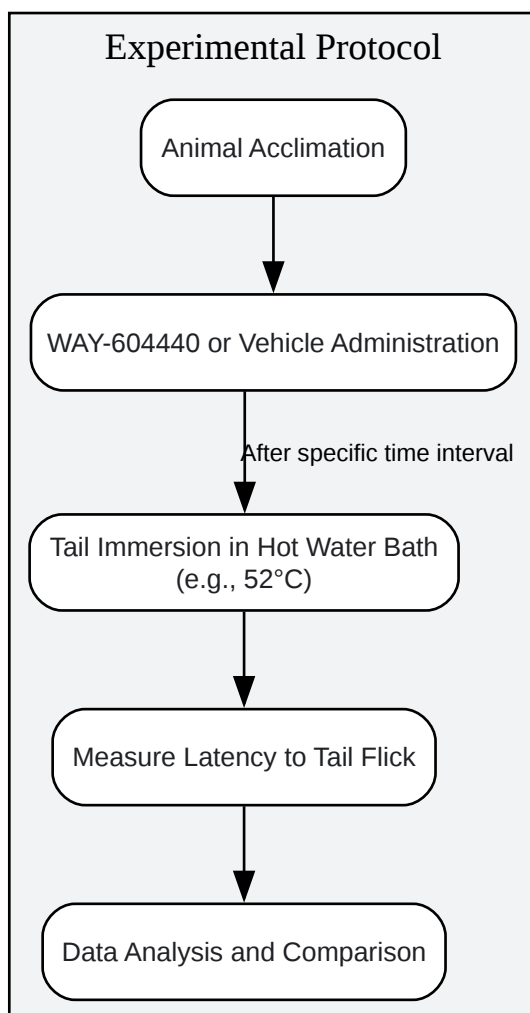 Experimental Protocol
Animal Acclimation
WAY-604440 or Vehicle Administration
After specific time interval
Tail Immersion in Hot Water Bath
(e.g., 52°C)
Measure Latency to Tail Flick
Data Analysis and Comparison